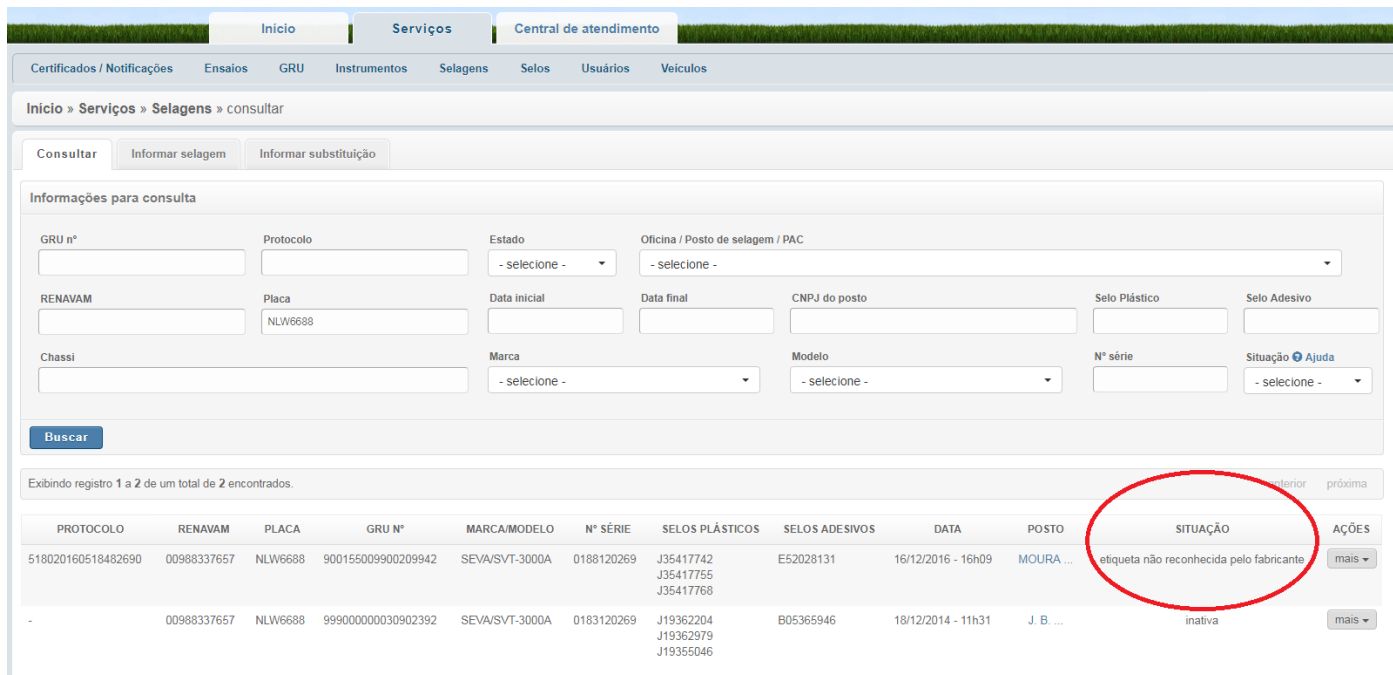 Início Serviços Central de atendimento
Certificados / Notificações Ensaios GRU Instrumentos Selagens Selos Usuários Veículos
Início » Serviços » Selagens » consultar
Consultar Informar selagem Informar substituição
Informações para consulta
GRU nº Protocolo Estado Oficina / Posto de selagem / PAC
- selecione - - selecione -
RENAVAM Placa Data inicial Data final CNPJ do posto Selo Plástico Selo Adesivo
NLW6688
Chassi Marca Modelo Nº série Situação Ajuda
- selecione - - selecione - - selecione -
Buscar
Exibindo registro 1 a 2 de um total de 2 encontrados. anterior próxima
PROTOCOLO RENAVAM PLACA GRU Nº MARCA/MODELO Nº SÉRIE SELOS PLÁSTICOS SELOS ADESIVOS DATA POSTO SITUAÇÃO AÇÕES
518020160518482690 00988337657 NLW6688 900155009900209942 SEVA/SVT-3000A 0188120269 J35417742 E52028131 16/12/2016 - 16h09 MOURA ... etiqueta não reconhecida pelo fabricante mais
J35417755
J35417768
- 00988337657 NLW6688 999000000030902392 SEVA/SVT-3000A 0183120269 J19362204 B05365946 18/12/2014 - 11h31 J. B. ... inativa mais
J19362979
J19355046